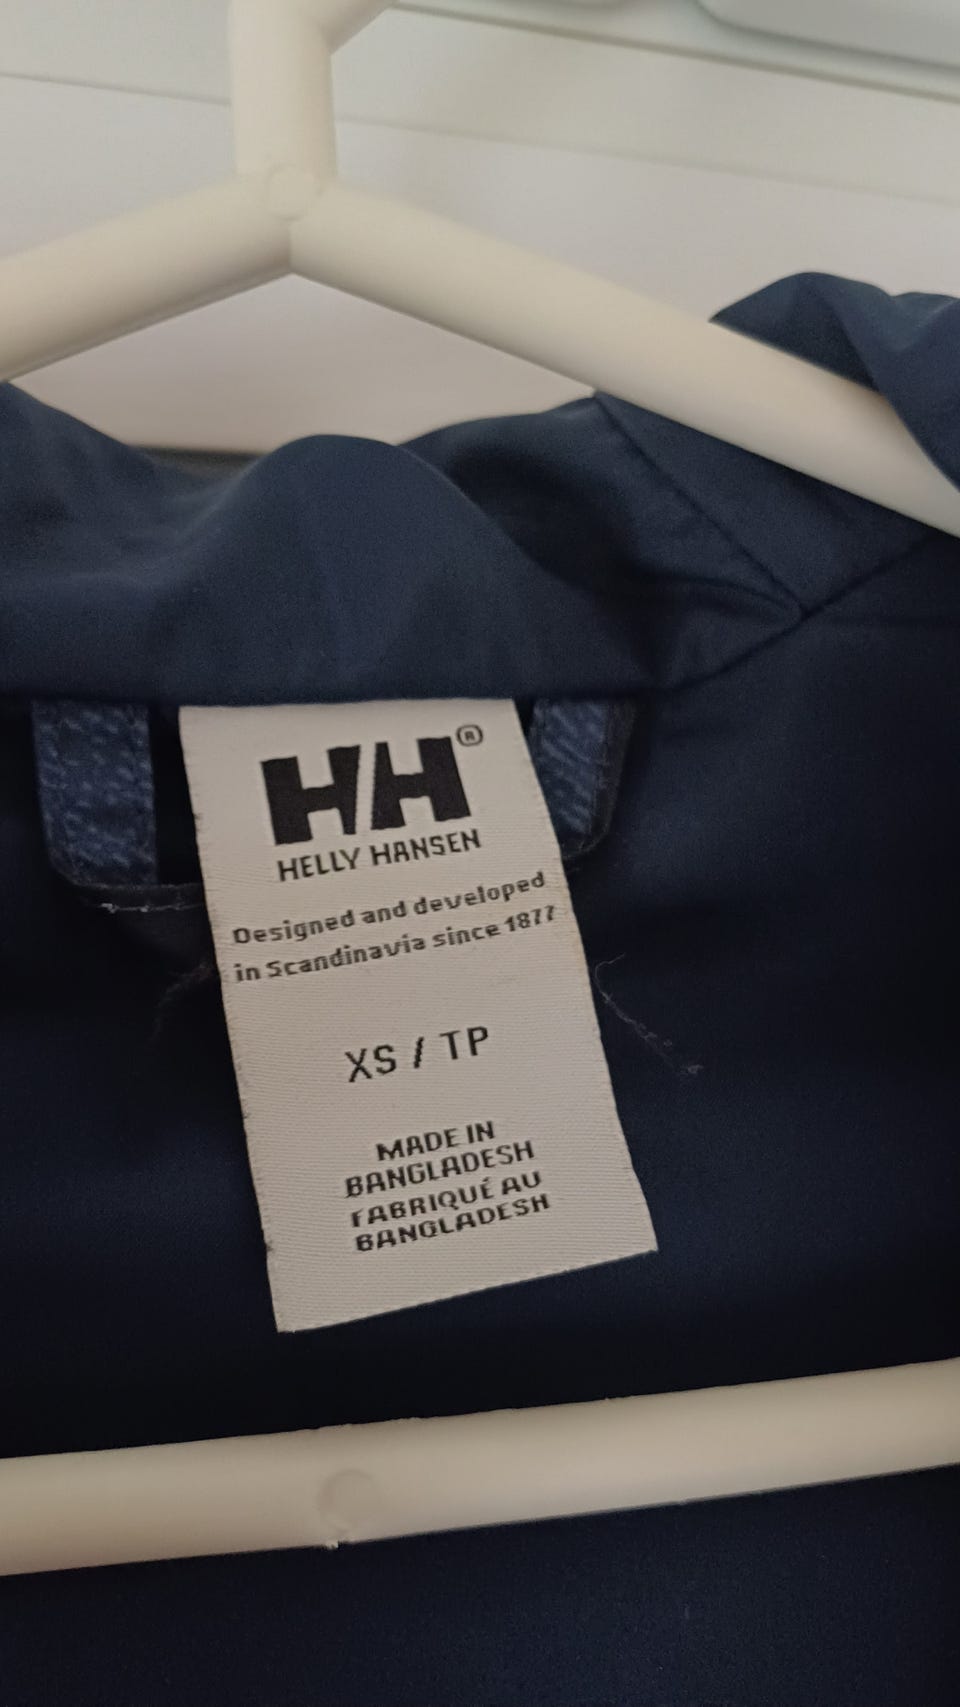 HH®
HELLY HANSEN
Designed and developed
in Scandinavia since 1877
XS / TP
MADE IN
BANGLADESH
FABRIQUÉ AU
BANGLADESH